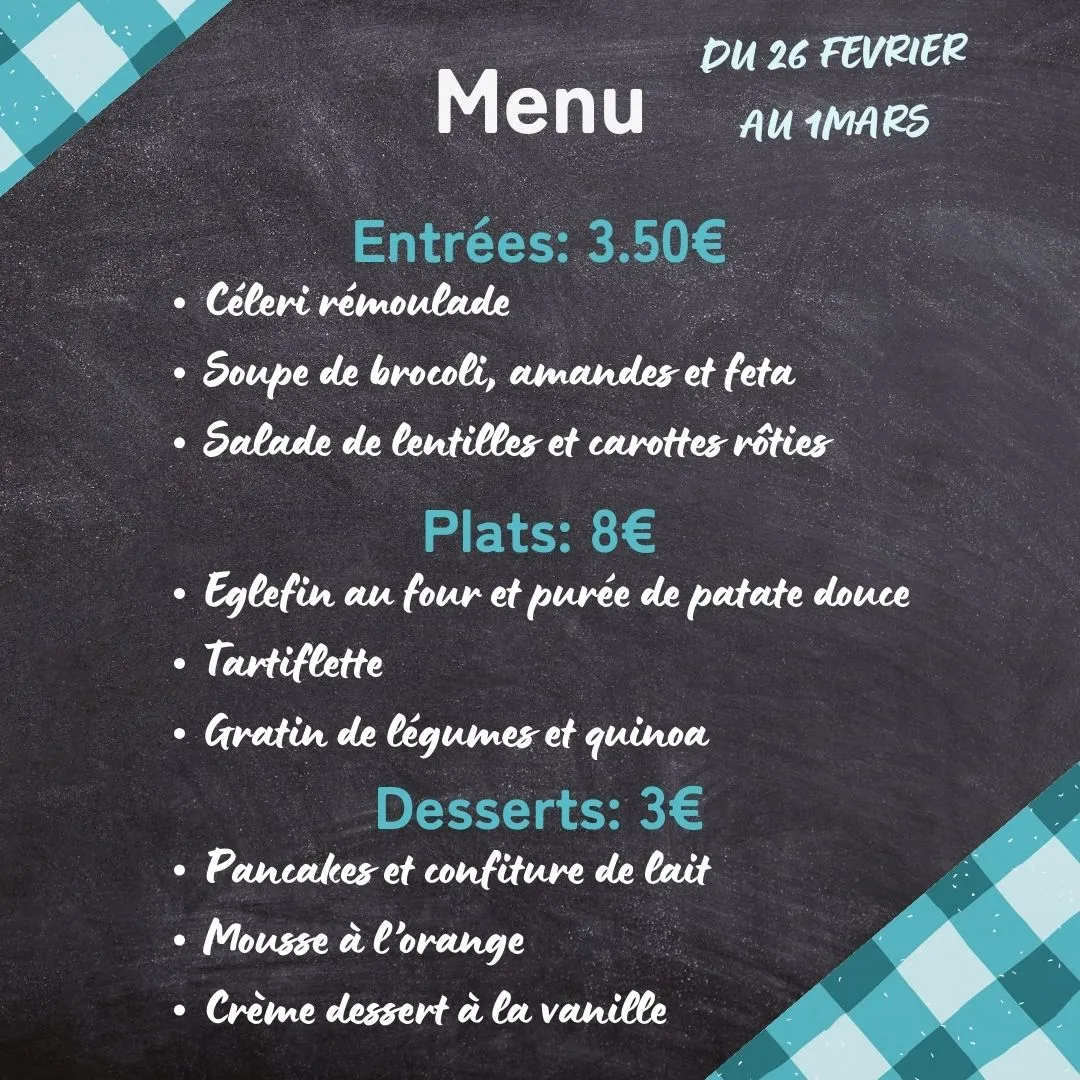 Menu
DU 26 FEVRIER
AU 1MARS
Entrées: 3.50€
• Céleri rémoulade
• Soupe de brocoli, amandes et feta
• Salade de lentilles et carottes rôties
Plats: 8€
• Eglefin au four et purée de patate douce
• Tartiflette
• Gratin de légumes et quinoa
Desserts: 3€
• Pancakes et confiture de lait
• Mousse à l'orange
• Crème dessert à la vanille